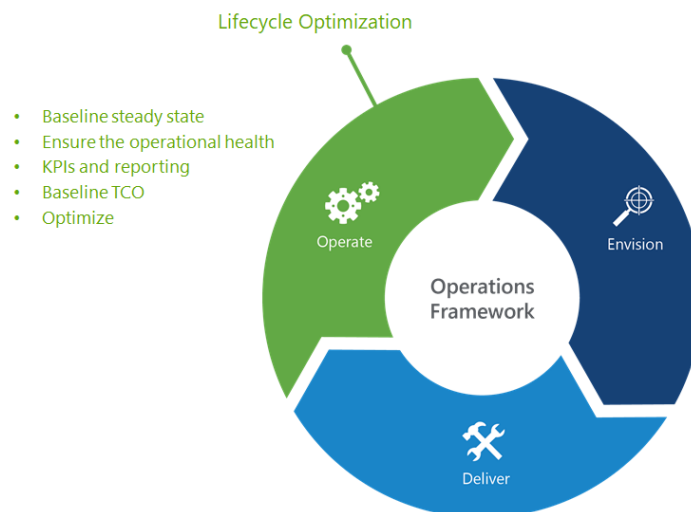 Lifecycle Optimization
• Baseline steady state
• Ensure the operational health
• KPIs and reporting
• Baseline TCO
• Optimize
Operate
Envision
Operations
Framework
Deliver